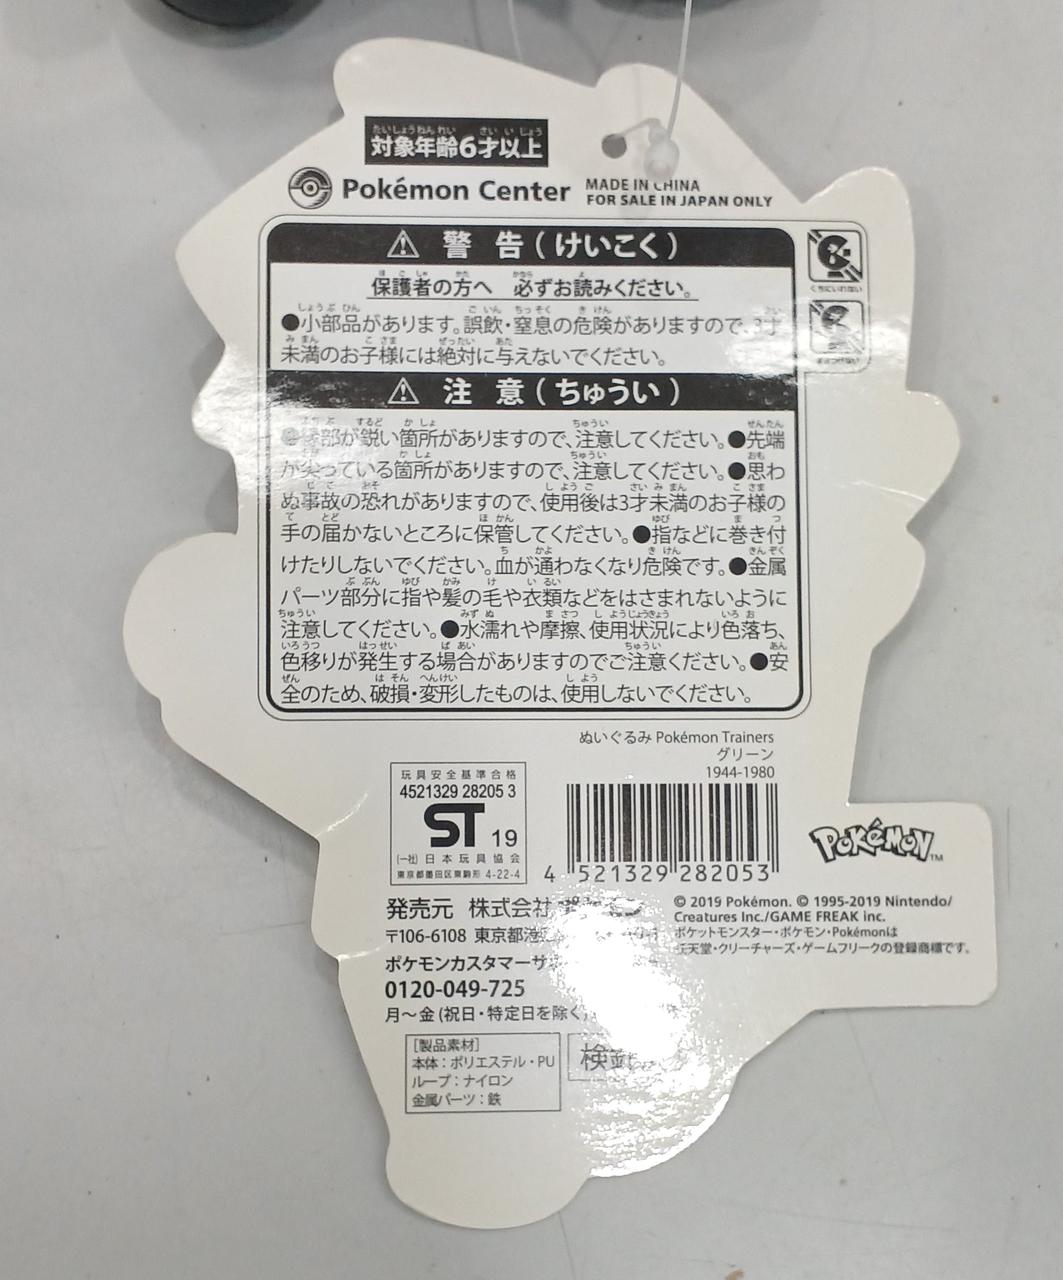 対象年齢6才以上
Pokémon Center
MADE IN CHINA
FOR SALE IN JAPAN ONLY
警告(けいこく)
保護者の方へ 必ずお読みください。
●小部品があります。誤飲・窒息の危険がありますので、3才
未満のお子様には絶対に与えないでください。
くちにいれない
注意(ちゅうい)
が鋭い箇所がありますので、注意してください。●先端
が尖っている箇所がありますので、注意してください。●思わ
ぬ事故の恐れがありますので、使用後は3才未満のお子様の
手の届かないところに保管してください。●指などに巻き付
けたりしないでください。血が通わなくなり危険です。●金属
パーツ部分に指や髪の毛や衣類などをはさまれないように
注意してください。●水濡れや摩擦、使用状況により色落ち、
色移りが発生する場合がありますのでご注意ください。●安
全のため、破損・変形したものは、使用しないでください。
ぬいぐるみ Pokémon Trainers
グリーン
1944-1980
玩具安全基準合格
4521329 28205 3
ST 19
(一社)日本玩具協会
東京都墨田区東駒形 4-22-4
4 521329 282053
POKéMON TM
© 2019 Pokémon. © 1995-2019 Nintendo/
Creatures Inc./GAME FREAK inc.
ポケットモンスター・ポケモン・Pokémonは
任天堂・クリーチャーズ・ゲームフリークの登録商標です。
発売元 株式会社ポケモン
〒106-6108 東京都港
ポケモンカスタマーサ
0120-049-725
月〜金(祝日・特定日を除く)
[製品素材]
本体:ポリエステル・PU
ループ:ナイロン
金属パーツ:鉄
検針